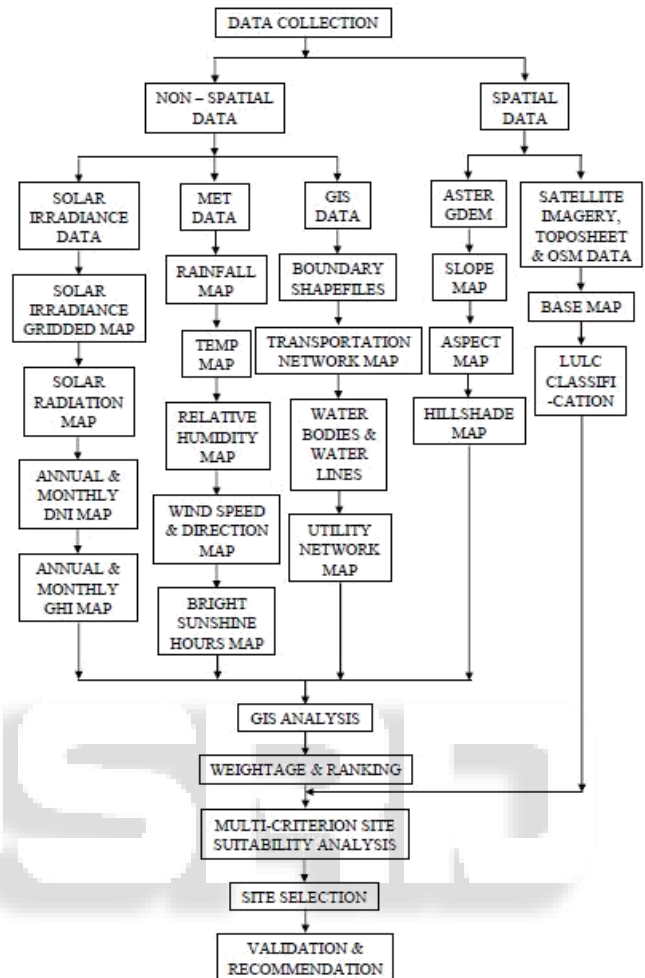 DATA COLLECTION
NON – SPATIAL
DATA
SPATIAL
DATA
SOLAR
IRRADIANCE
DATA
MET
DATA
GIS
DATA
ASTER
GDEM
SATELLITE
IMAGERY,
TOPOSHEET
& OSM DATA
SOLAR
IRRADIANCE
GRIDDED MAP
RAINFALL
MAP
BOUNDARY
SHAPEFILES
SLOPE
MAP
BASE MAP
SOLAR
RADIATION
MAP
TEMP
MAP
TRANSPORTATION
NETWORK MAP
ASPECT
MAP
LULC
CLASSIFI
-CATION
ANNUAL &
MONTHLY
DNI MAP
RELATIVE
HUMIDITY
MAP
WATER
BODIES &
WATER
LINES
HILLSHADE
MAP
ANNUAL &
MONTHLY
GHI MAP
WIND SPEED
& DIRECTION
MAP
UTILITY
NETWORK
MAP
BRIGHT
SUNSHINE
HOURS MAP
GIS ANALYSIS
WEIGHTAGE & RANKING
MULTI-CRITERION SITE
SUITABILITY ANALYSIS
SITE SELECTION
VALIDATION &
RECOMMENDATION